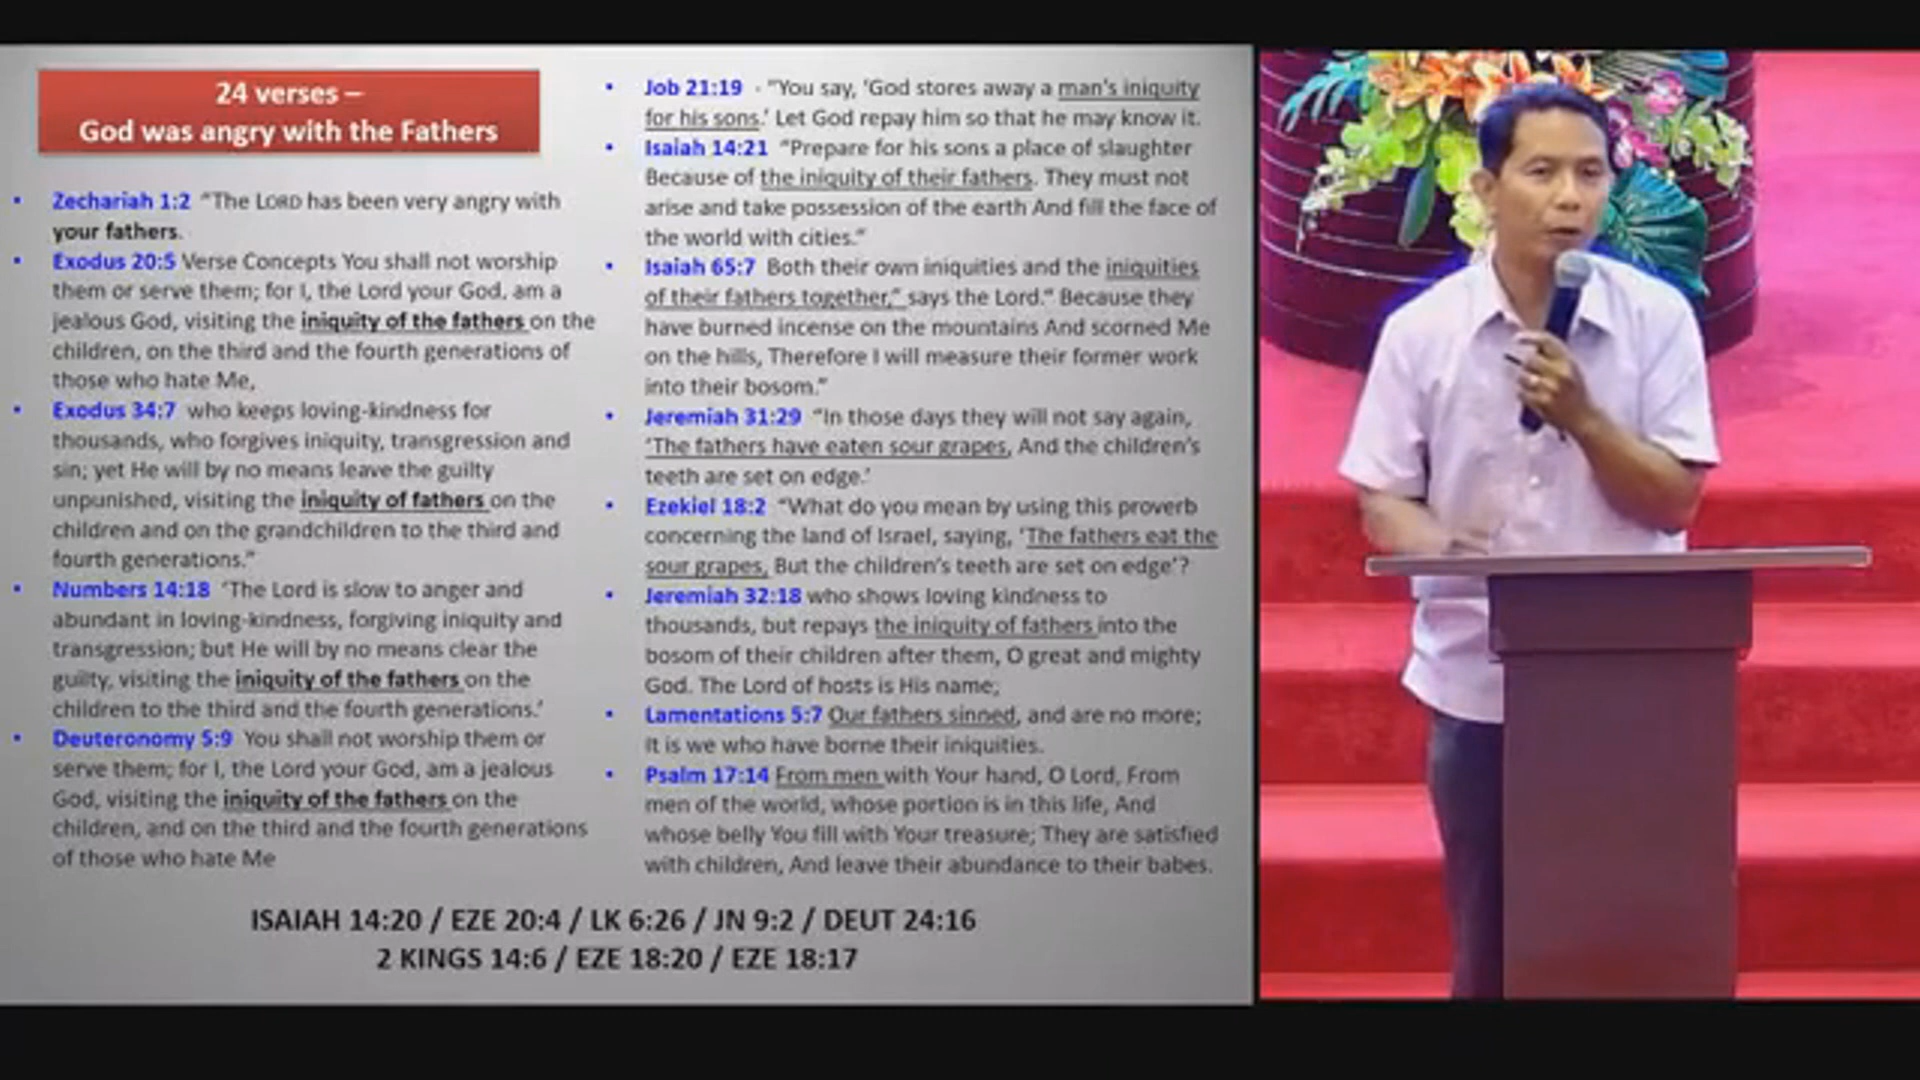 24 verses –
God was angry with the Fathers
• Zechariah 1:2 “The LORD has been very angry with
your fathers.
• Exodus 20:5 Verse Concepts You shall not worship
them or serve them; for I, the Lord your God, am a
jealous God, visiting the iniquity of the fathers on the
children, on the third and the fourth generations of
those who hate Me,
• Exodus 34:7 who keeps loving-kindness for
thousands, who forgives iniquity, transgression and
sin; yet He will by no means leave the guilty
unpunished, visiting the iniquity of fathers on the
children and on the grandchildren to the third and
fourth generations.”
• Numbers 14:18 ‘The Lord is slow to anger and
abundant in loving-kindness, forgiving iniquity and
transgression; but He will by no means clear the
guilty, visiting the iniquity of the fathers on the
children to the third and the fourth generations.’
• Deuteronomy 5:9 You shall not worship them or
serve them; for I, the Lord your God, am a jealous
God, visiting the iniquity of the fathers on the
children, and on the third and the fourth generations
of those who hate Me
• Job 21:19 - “You say, ‘God stores away a man’s iniquity
for his sons.’ Let God repay him so that he may know it.
• Isaiah 14:21 “Prepare for his sons a place of slaughter
Because of the iniquity of their fathers. They must not
arise and take possession of the earth And fill the face of
the world with cities.”
• Isaiah 65:7 Both their own iniquities and the iniquities
of their fathers together,” says the Lord.“ Because they
have burned incense on the mountains And scorned Me
on the hills, Therefore I will measure their former work
into their bosom.”
• Jeremiah 31:29 “In those days they will not say again,
‘The fathers have eaten sour grapes, And the children’s
teeth are set on edge.’
• Ezekiel 18:2 “What do you mean by using this proverb
concerning the land of Israel, saying, ‘The fathers eat the
sour grapes, But the children’s teeth are set on edge’?
• Jeremiah 32:18 who shows loving kindness to
thousands, but repays the iniquity of fathers into the
bosom of their children after them, O great and mighty
God. The Lord of hosts is His name;
• Lamentations 5:7 Our fathers sinned, and are no more;
It is we who have borne their iniquities.
• Psalm 17:14 From men with Your hand, O Lord, From
men of the world, whose portion is in this life, And
whose belly You fill with Your treasure; They are satisfied
with children, And leave their abundance to their babes.
ISAIAH 14:20 / EZE 20:4 / LK 6:26 / JN 9:2 / DEUT 24:16
2 KINGS 14:6 / EZE 18:20 / EZE 18:17